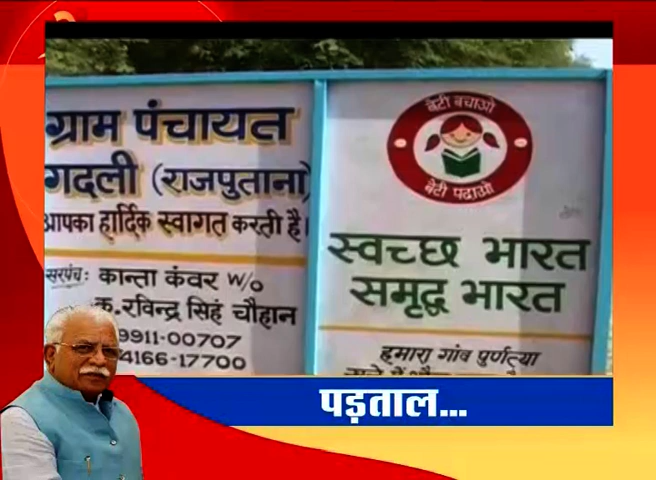 ग्राम पंचायत
गदली (राजपुताना)
आपका हार्दिक स्वागत करती है।
सरपंच: कान्ता कंवर W/o
क.रविन्द्र सिहं चौहान
9911-00707
4166-17700
बेटी बचाओ
बेटी पढाओ
स्वच्छ भारत
समृद्ध भारत
हमारा गांव पुर्णतया
पड़ताल...